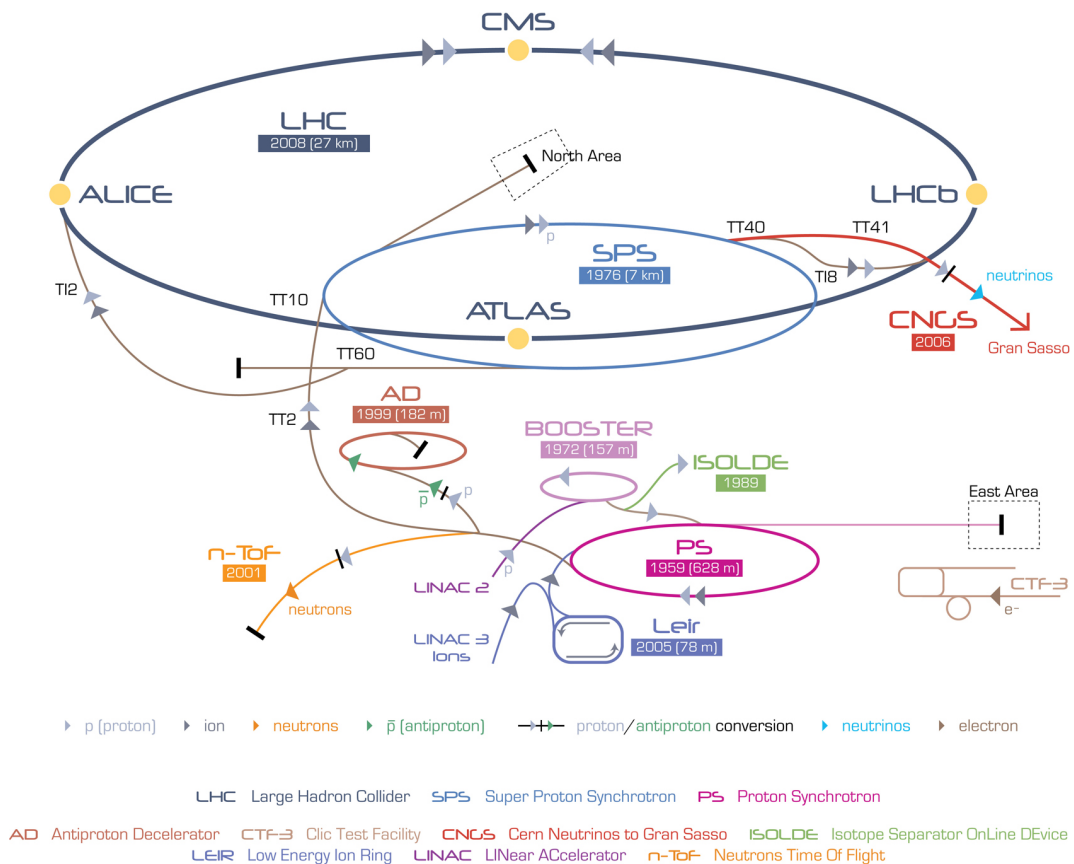 CMS
LHC
2008 (27 km)
North Area
ALICE
LHCb
p
TT40
TT41
SPS
1976 (7 km)
TI8
TI2
TT10
neutrinos
ATLAS
CNGS
2006
Gran Sasso
TT60
AD
1999 (182 m)
TT2
BOOSTER
1972 (157 m)
ISOLDE
1989
p̅
p
East Area
n-ToF
2001
PS
1959 (628 m)
p
LINAC 2
neutrons
CTF-3
e-
LINAC 3
Ions
Leir
2005 (78 m)
p (proton)
ion
neutrons
p̅ (antiproton)
proton/antiproton conversion
neutrinos
electron
LHC Large Hadron Collider SPS Super Proton Synchrotron PS Proton Synchrotron
AD Antiproton Decelerator CTF-3 Clic Test Facility CNGS Cern Neutrinos to Gran Sasso ISOLDE Isotope Separator OnLine DEvice
LEIR Low Energy Ion Ring LINAC LINear ACcelerator n-ToF Neutrons Time Of Flight